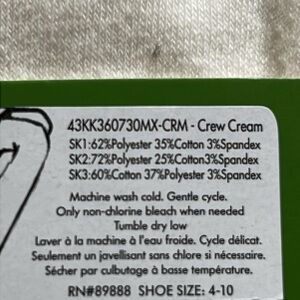 43KK360730MX-CRM - Crew Cream
SK1:62%Polyester 35%Cotton 3%Spandex
SK2:72%Polyester 25%Cotton3%Spandex
SK3:60%Cotton 37%Polyester 3%Spandex
Machine wash cold. Gentle cycle.
Only non-chlorine bleach when needed
Tumble dry low
Laver à la machine à l'eau froide. Cycle délicat.
Seulement un javellisant sans chlore si nécessaire.
Sécher par culbutage à basse température.
RN#89888 SHOE SIZE: 4-10